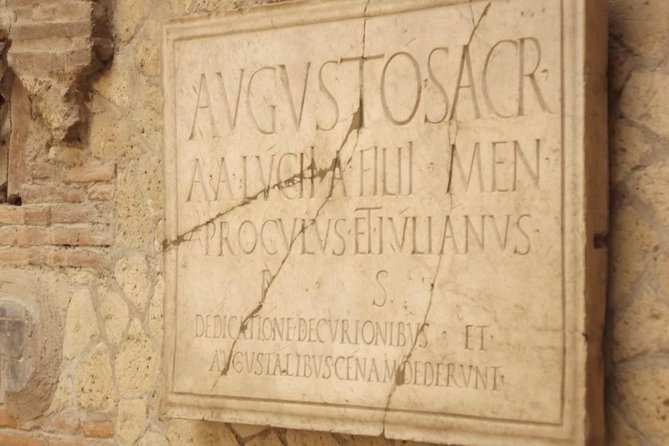 AVGVSTO·SACR·
A·A·LVCII·A·FILII·MEN
PROCVLVS·ET·IVLIANVS·
P S
DEDICATIONE·DECVRIONIBVS ET
AVGVSTALIBVS·CENAM·DEDERVNT